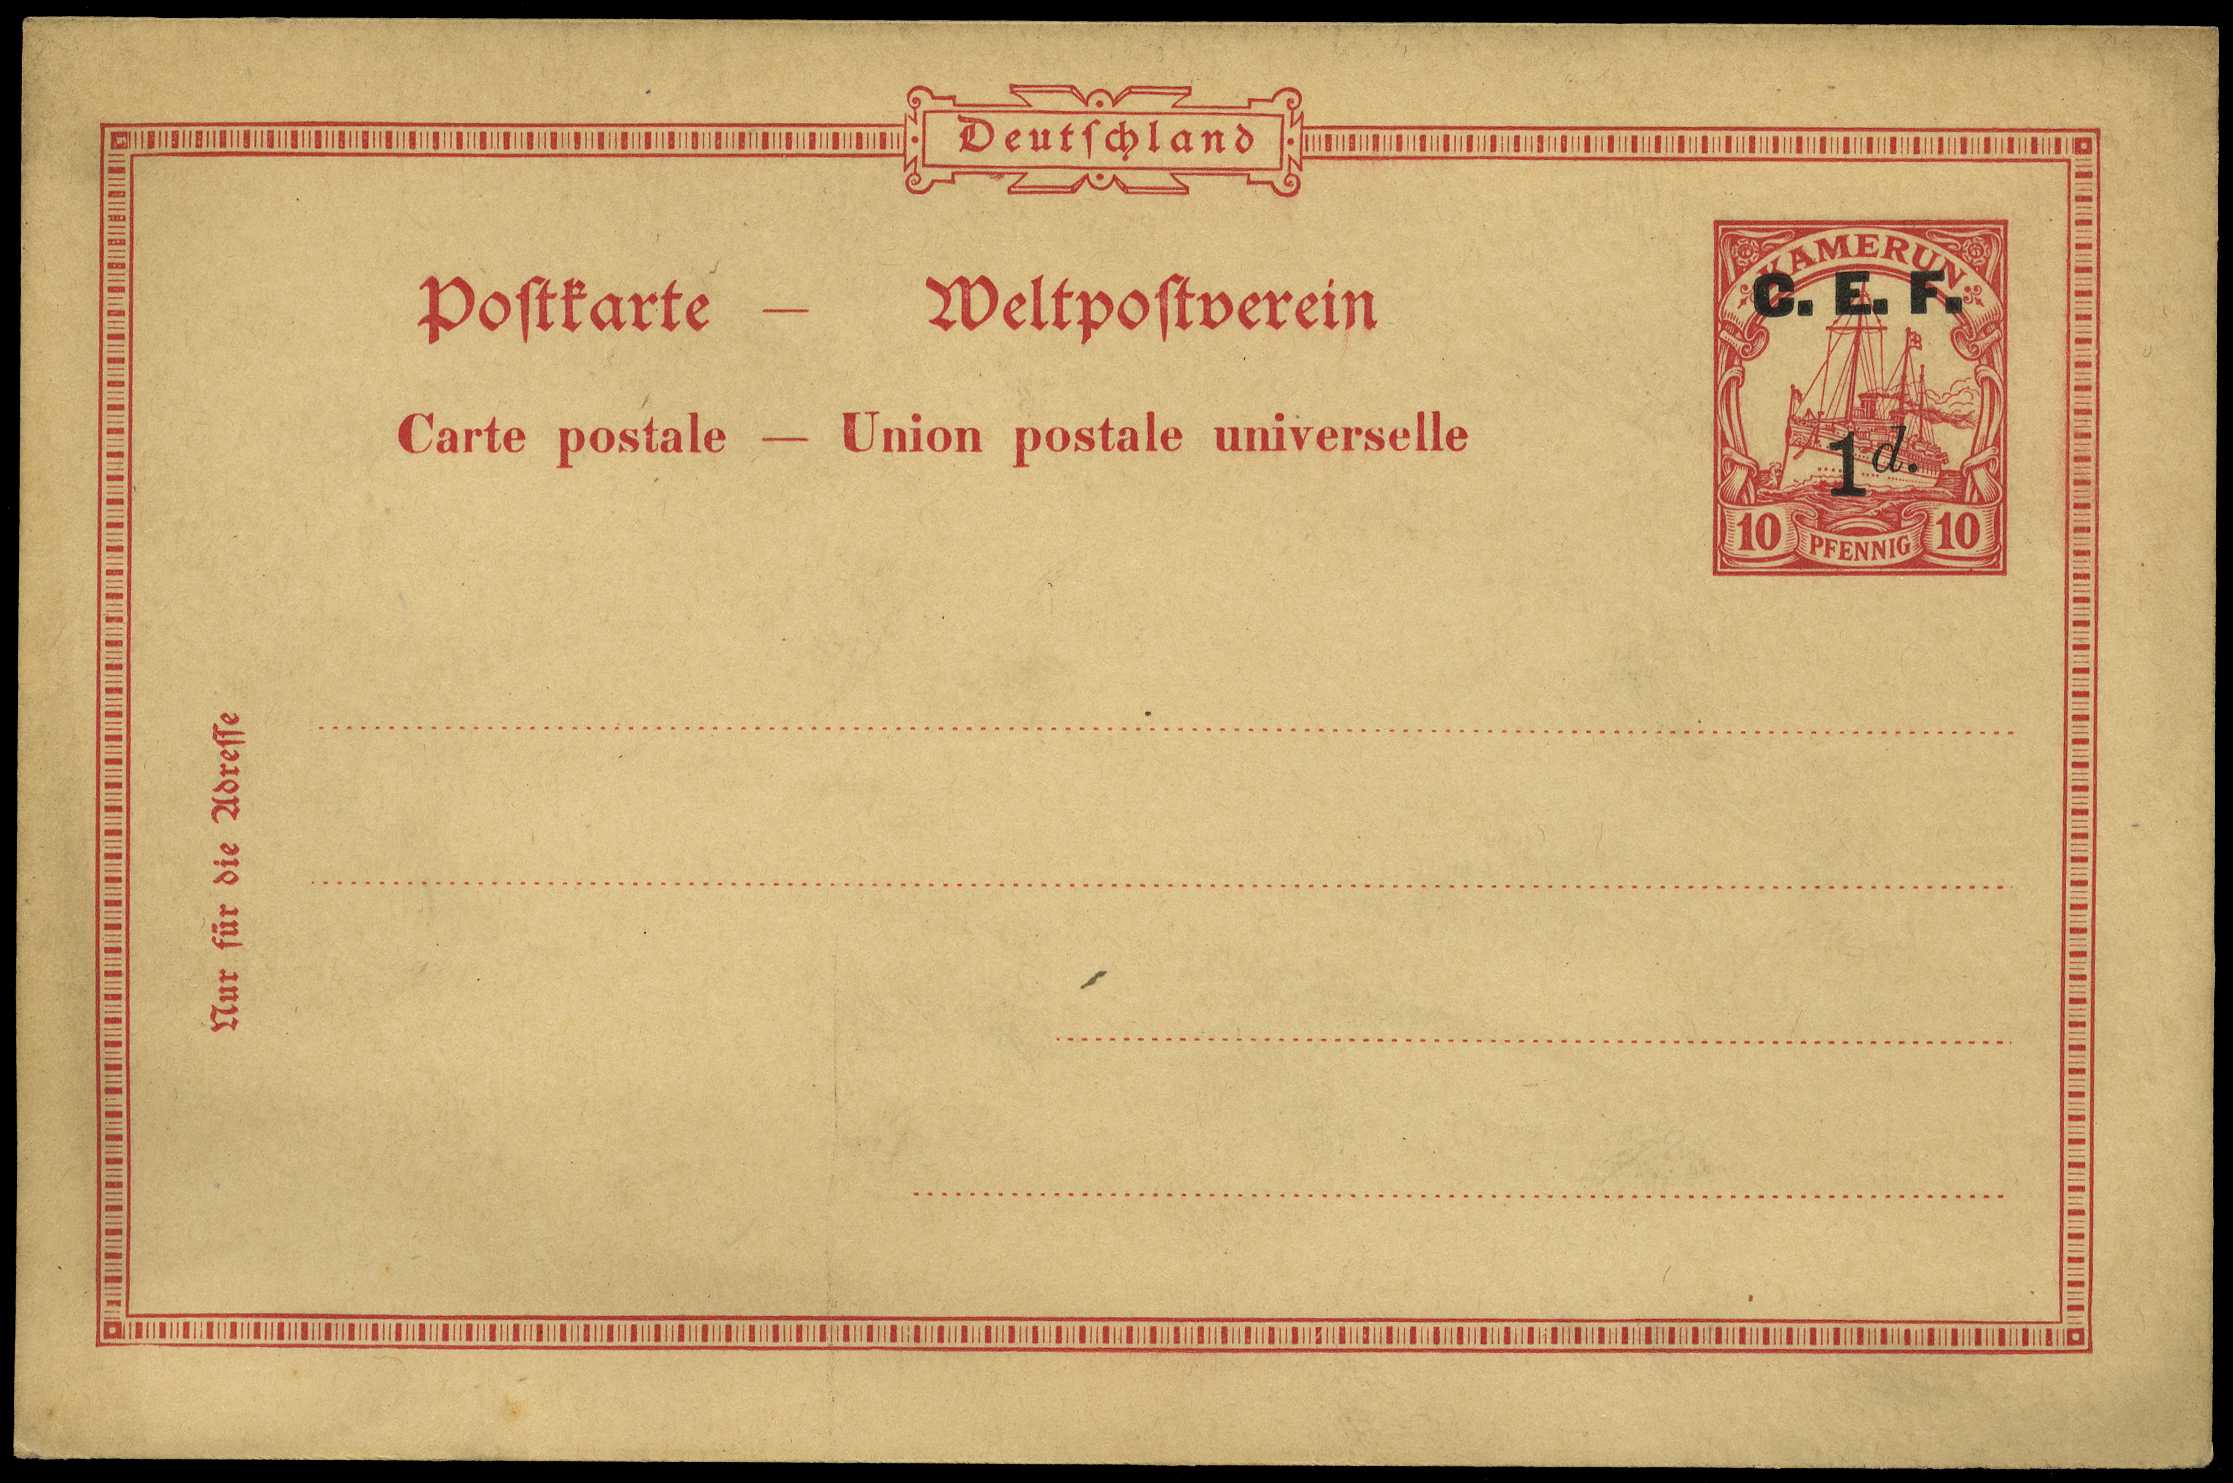 Deutſchland
Poſtkarte — Weltpoſtverein
Carte postale — Union postale universelle
KAMERUN
C. E. F.
1d.
10 PFENNIG 10
Nur für die Adreſſe